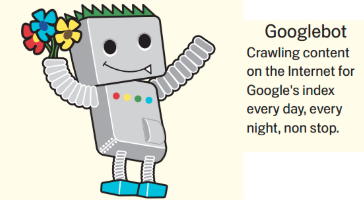 Googlebot
Crawling content
on the Internet for
Google's index
every day, every
night, non stop.